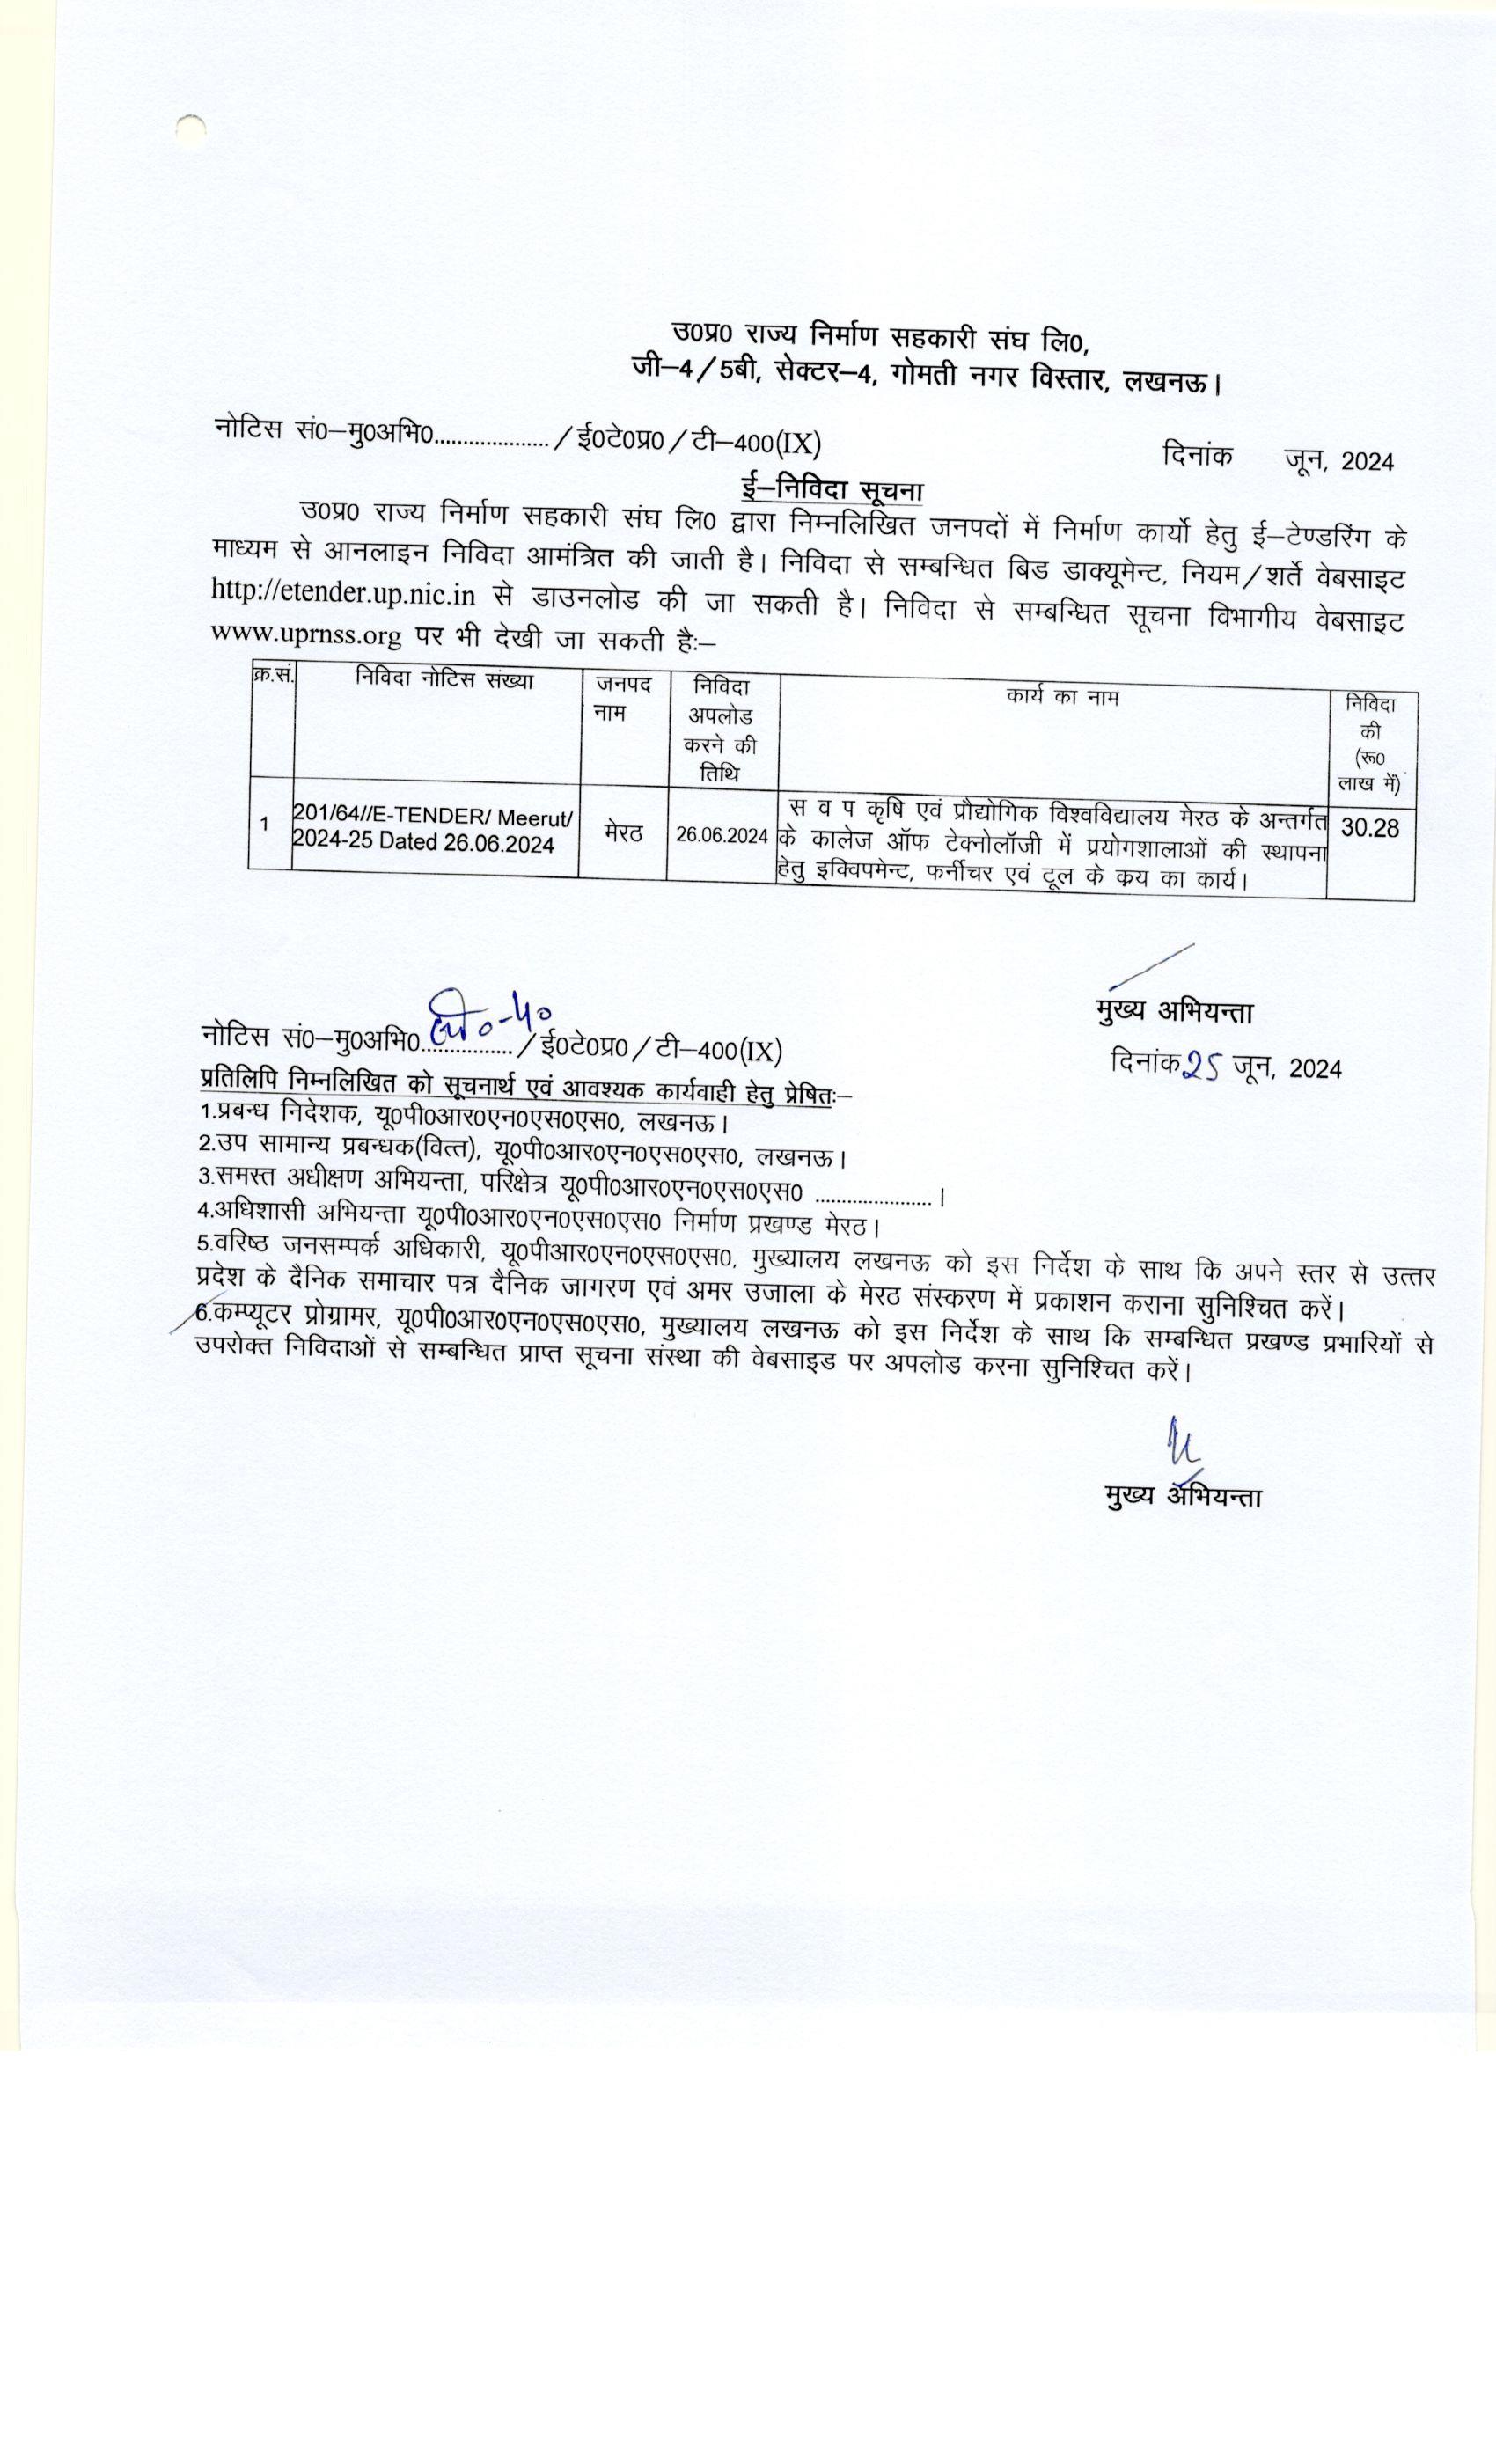 उ0प्र0 राज्य निर्माण सहकारी संघ लि0,
जी–4/5बी, सेक्टर–4, गोमती नगर विस्तार, लखनऊ।
नोटिस सं0–मु0अभि0.................... /ई0टे0प्र0/टी–400(IX) दिनांक जून, 2024
ई–निविदा सूचना
उ0प्र0 राज्य निर्माण सहकारी संघ लि0 द्वारा निम्नलिखित जनपदों में निर्माण कार्यो हेतु ई–टेण्डरिंग के
माध्यम से आनलाइन निविदा आमंत्रित की जाती है। निविदा से सम्बन्धित बिड डाक्यूमेन्ट, नियम/शर्ते वेबसाइट
http://etender.up.nic.in से डाउनलोड की जा सकती है। निविदा से सम्बन्धित सूचना विभागीय वेबसाइट
www.uprnss.org पर भी देखी जा सकती हैः–
क्र.सं. निविदा नोटिस संख्या जनपद नाम निविदा अपलोड करने की तिथि कार्य का नाम निविदा की (रू0 लाख में)
1 201/64//E-TENDER/ Meerut/ 2024-25 Dated 26.06.2024 मेरठ 26.06.2024 स व प कृषि एवं प्रौद्योगिक विश्वविद्यालय मेरठ के अन्तर्गत के कालेज ऑफ टेक्नोलॉजी में प्रयोगशालाओं की स्थापना हेतु इक्विपमेन्ट, फर्नीचर एवं टूल के क्रय का कार्य। 30.28
मुख्य अभियन्ता
नोटिस सं0–मु0अभि0................ /ई0टे0प्र0/टी–400(IX) दिनांक 25 जून, 2024
प्रतिलिपि निम्नलिखित को सूचनार्थ एवं आवश्यक कार्यवाही हेतु प्रेषितः–
1.प्रबन्ध निदेशक, यू0पी0आर0एन0एस0एस0, लखनऊ।
2.उप सामान्य प्रबन्धक(वित्त), यू0पी0आर0एन0एस0एस0, लखनऊ।
3.समस्त अधीक्षण अभियन्ता, परिक्षेत्र यू0पी0आर0एन0एस0एस0 ......................।
4.अधिशासी अभियन्ता यू0पी0आर0एन0एस0एस0 निर्माण प्रखण्ड मेरठ।
5.वरिष्ठ जनसम्पर्क अधिकारी, यू0पीआर0एन0एस0एस0, मुख्यालय लखनऊ को इस निर्देश के साथ कि अपने स्तर से उत्तर
प्रदेश के दैनिक समाचार पत्र दैनिक जागरण एवं अमर उजाला के मेरठ संस्करण में प्रकाशन कराना सुनिश्चित करें।
6.कम्प्यूटर प्रोग्रामर, यू0पी0आर0एन0एस0एस0, मुख्यालय लखनऊ को इस निर्देश के साथ कि सम्बन्धित प्रखण्ड प्रभारियों से
उपरोक्त निविदाओं से सम्बन्धित प्राप्त सूचना संस्था की वेबसाइड पर अपलोड करना सुनिश्चित करें।
मुख्य अभियन्ता